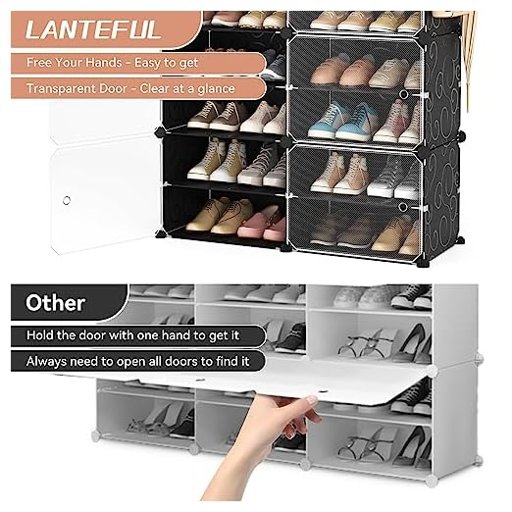 LANTEFUL
Free Your Hands - Easy to get
Transparent Door - Clear at a glance
Other
Hold the door with one hand to get it
Always need to open all doors to find it